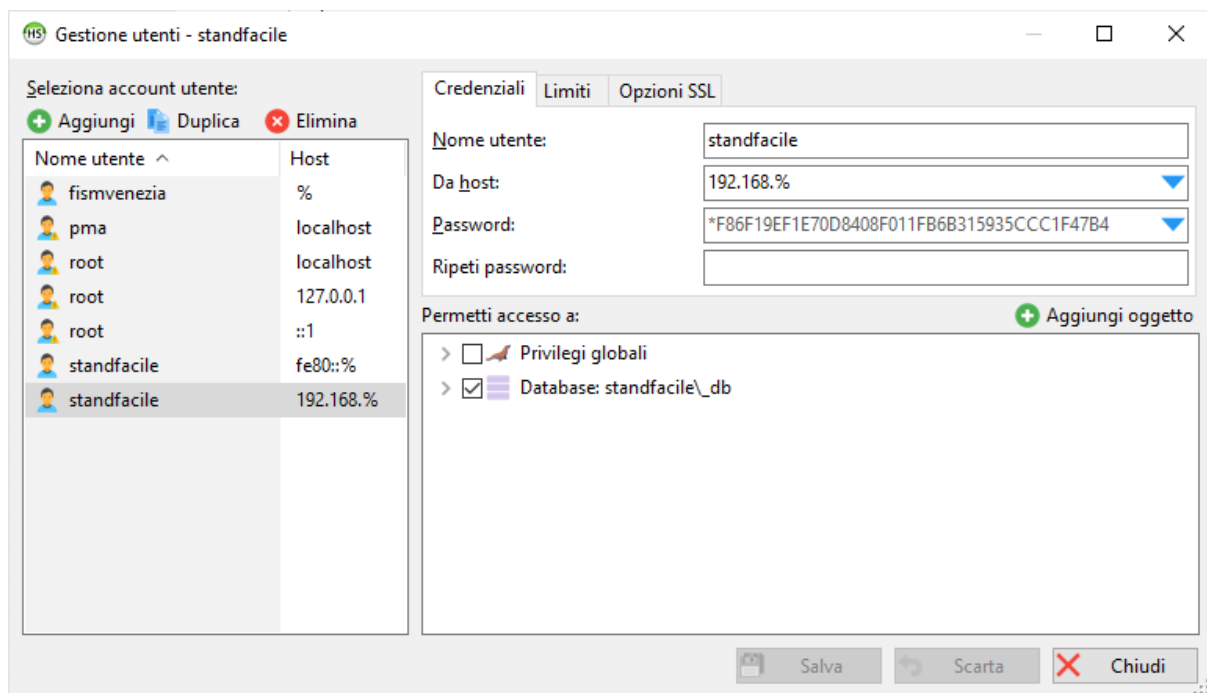 HS Gestione utenti - standfacile
Seleziona account utente:
Aggiungi Duplica Elimina
Nome utente Host
fismvenezia %
pma localhost
root localhost
root 127.0.0.1
root ::1
standfacile fe80::%
standfacile 192.168.%
Credenziali Limiti Opzioni SSL
Nome utente: standfacile
Da host: 192.168.%
Password: *F86F19EF1E70D8408F011FB6B315935CCC1F47B4
Ripeti password:
Permetti accesso a: Aggiungi oggetto
Privilegi globali
Database: standfacile\_db
Salva Scarta Chiudi